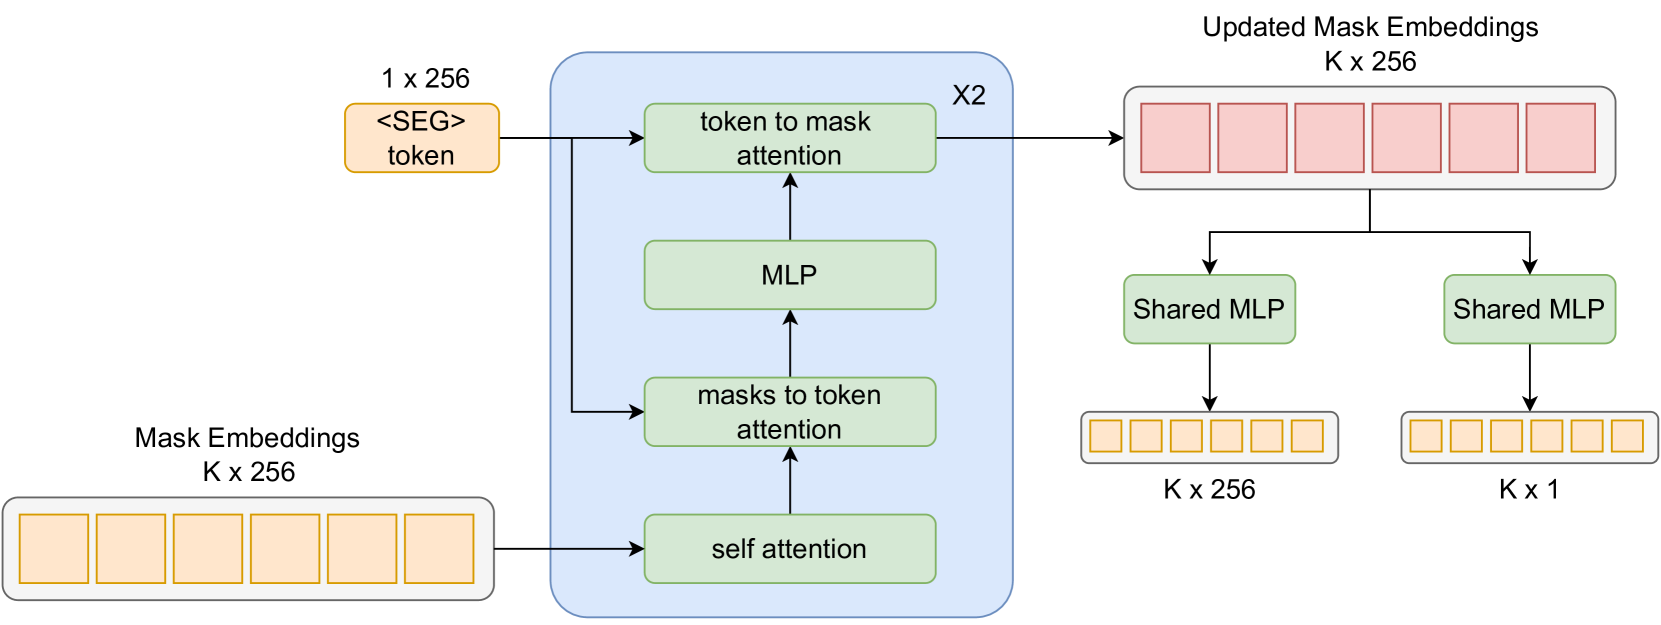 Updated Mask Embeddings
K x 256
1 x 256
<SEG>
token
X2
token to mask
attention
MLP
Shared MLP
Shared MLP
masks to token
attention
Mask Embeddings
K x 256
K x 256
K x 1
self attention